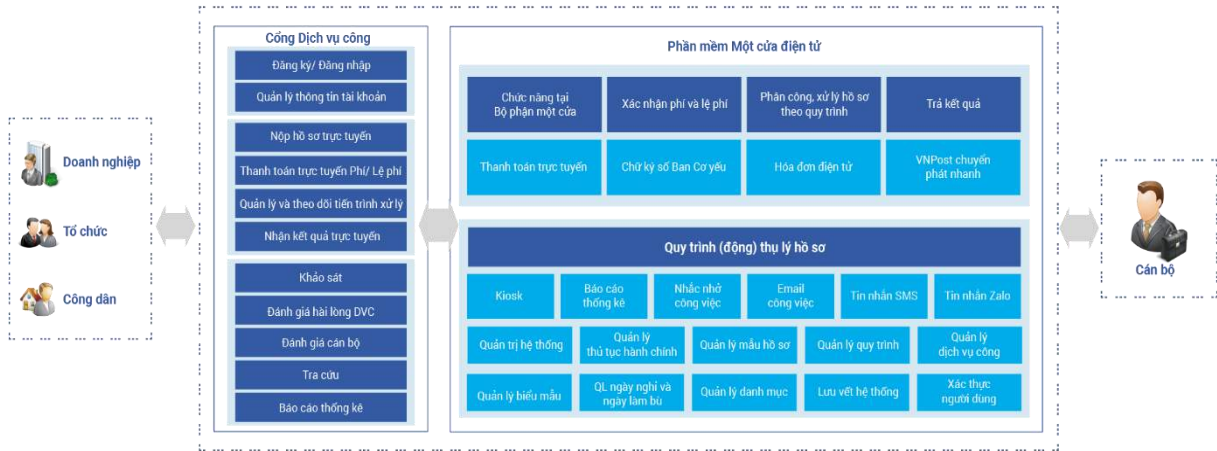 Doanh nghiệp
Tổ chức
Công dân
Cổng Dịch vụ công
Đăng ký/ Đăng nhập
Quản lý thông tin tài khoản
Nộp hồ sơ trực tuyến
Thanh toán trực tuyến Phí/ Lệ phí
Quản lý và theo dõi tiến trình xử lý
Nhận kết quả trực tuyến
Khảo sát
Đánh giá hài lòng DVC
Đánh giá cán bộ
Tra cứu
Báo cáo thống kê
Phần mềm Một cửa điện tử
Chức năng tại
Bộ phận một cửa
Xác nhận phí và lệ phí
Phân công, xử lý hồ sơ
theo quy trình
Trả kết quả
Thanh toán trực tuyến
Chữ ký số Ban Cơ yếu
Hóa đơn điện tử
VNPost chuyển
phát nhanh
Quy trình (động) thụ lý hồ sơ
Kiosk
Báo cáo
thống kê
Nhắc nhở
công việc
Email
công việc
Tin nhắn SMS
Tin nhắn Zalo
Quản trị hệ thống
Quản lý
thủ tục hành chính
Quản lý mẫu hồ sơ
Quản lý quy trình
Quản lý
dịch vụ công
Quản lý biểu mẫu
QL ngày nghỉ và
ngày làm bù
Quản lý danh mục
Lưu vết hệ thống
Xác thực
người dùng
Cán bộ